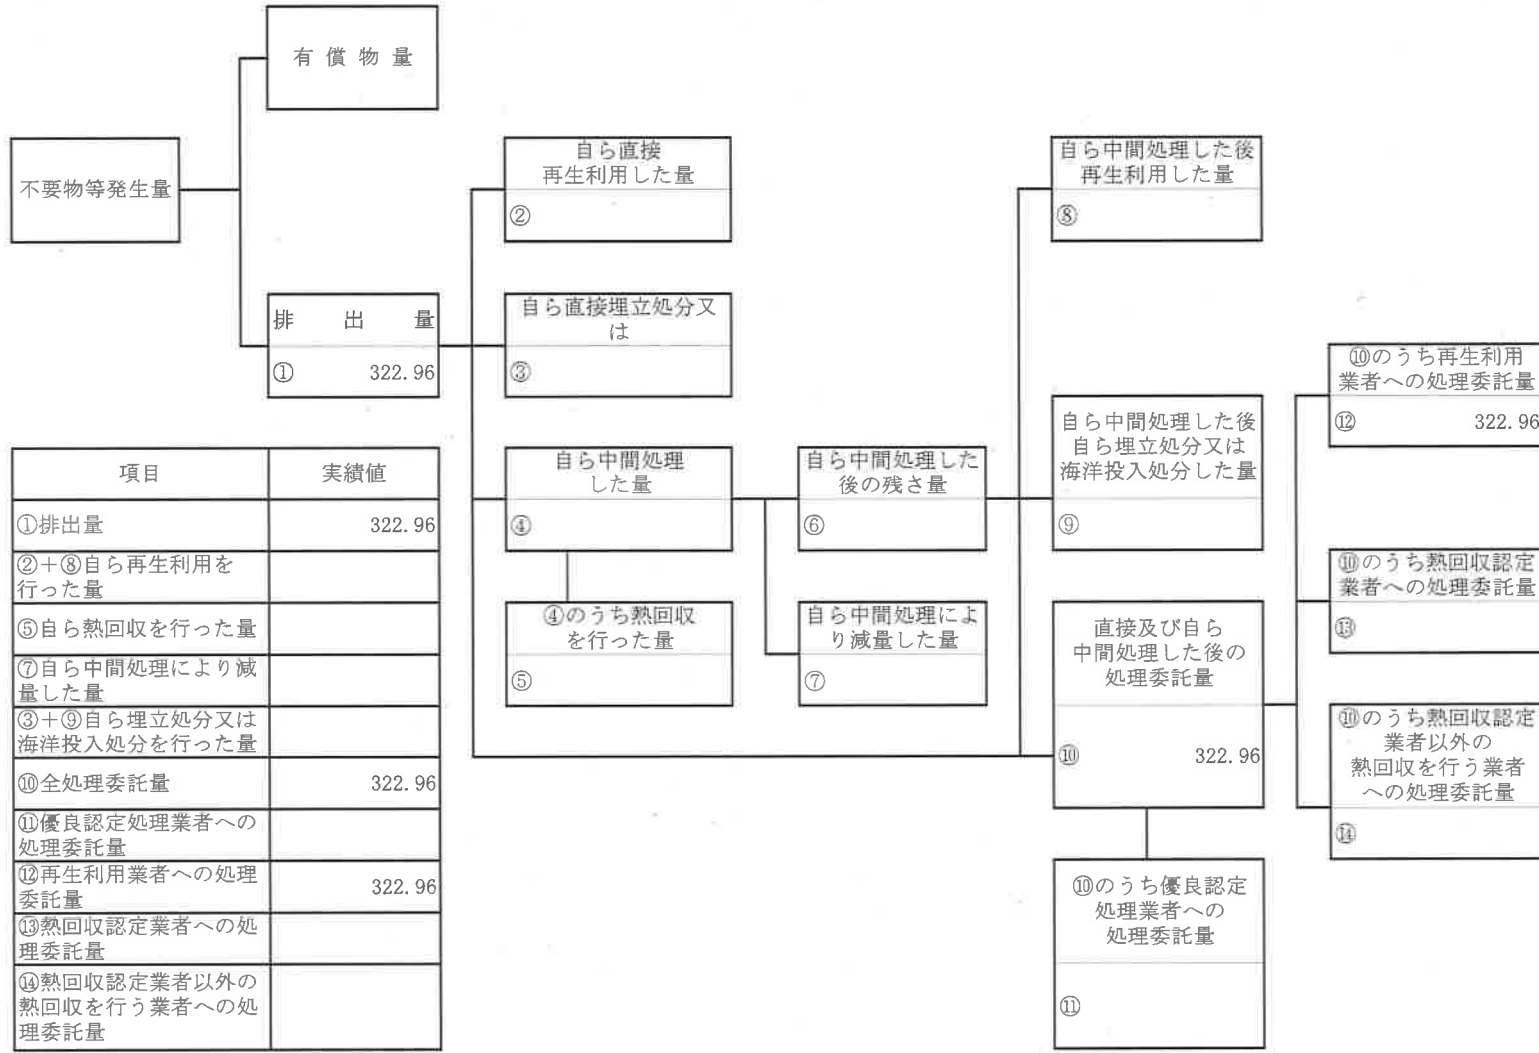 有償物量
不要物等発生量
排出量
① 322.96
自ら直接
再生利用した量
②
自ら直接埋立処分又
は
③
自ら中間処理
した量
④
④のうち熱回収
を行った量
⑤
自ら中間処理した
後の残さ量
⑥
自ら中間処理によ
り減量した量
⑦
自ら中間処理した後
再生利用した量
⑧
自ら中間処理した後
自ら埋立処分又は
海洋投入処分した量
⑨
直接及び自ら
中間処理した後の
処理委託量
⑩ 322.96
⑩のうち優良認定
処理業者への
処理委託量
⑪
⑩のうち再生利用
業者への処理委託量
⑫ 322.96
⑩のうち熱回収認定
業者への処理委託量
⑬
⑩のうち熱回収認定
業者以外の
熱回収を行う業者
への処理委託量
⑭
項目 実績値
①排出量 322.96
②+⑧自ら再生利用を
行った量
⑤自ら熱回収を行った量
⑦自ら中間処理により減
量した量
③+⑨自ら埋立処分又は
海洋投入処分を行った量
⑩全処理委託量 322.96
⑪優良認定処理業者への
処理委託量
⑫再生利用業者への処理
委託量 322.96
⑬熱回収認定業者への処
理委託量
⑭熱回収認定業者以外の
熱回収を行う業者への処
理委託量